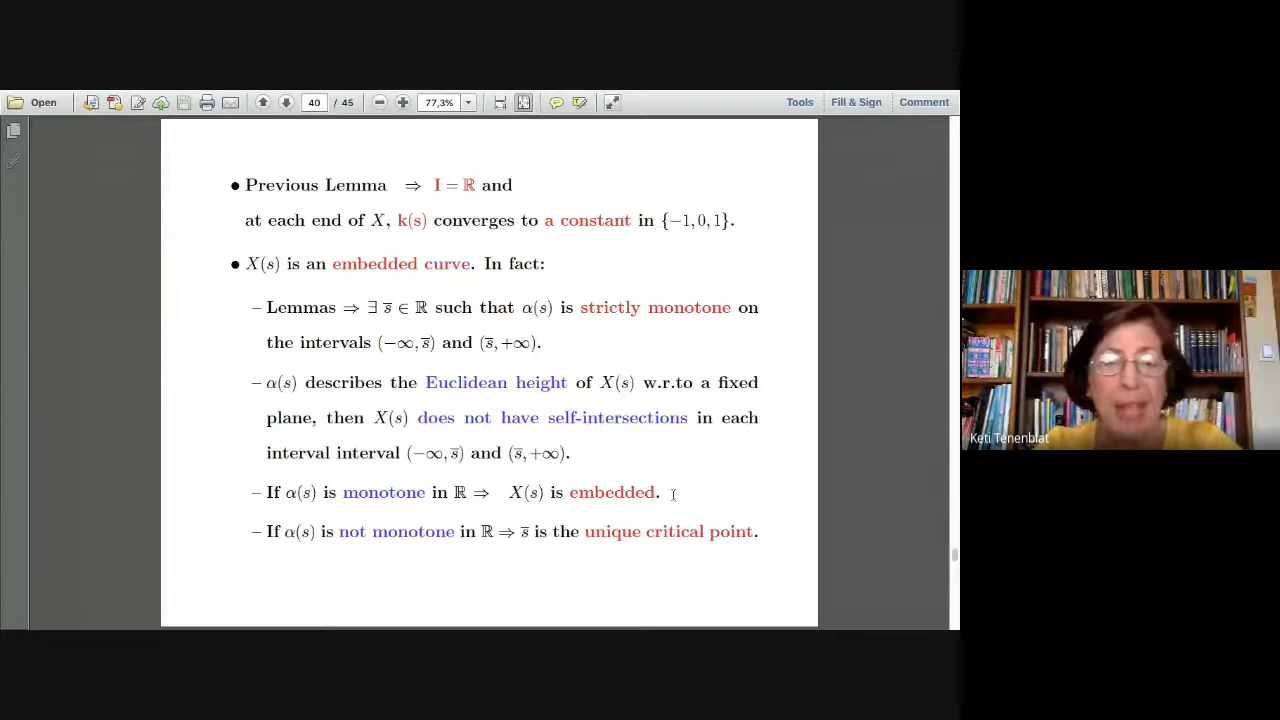 Open 40 / 45 77,3% Tools Fill & Sign Comment
• Previous Lemma ⇒ I = ℝ and
at each end of X, k(s) converges to a constant in {−1, 0, 1}.
• X(s) is an embedded curve. In fact:
– Lemmas ⇒ ∃ s̅ ∈ ℝ such that α(s) is strictly monotone on
the intervals (−∞, s̅) and (s̅, +∞).
– α(s) describes the Euclidean height of X(s) w.r.to a fixed
plane, then X(s) does not have self-intersections in each
interval interval (−∞, s̅) and (s̅, +∞).
– If α(s) is monotone in ℝ ⇒ X(s) is embedded.
– If α(s) is not monotone in ℝ ⇒ s̅ is the unique critical point.
Keti Tenenblat